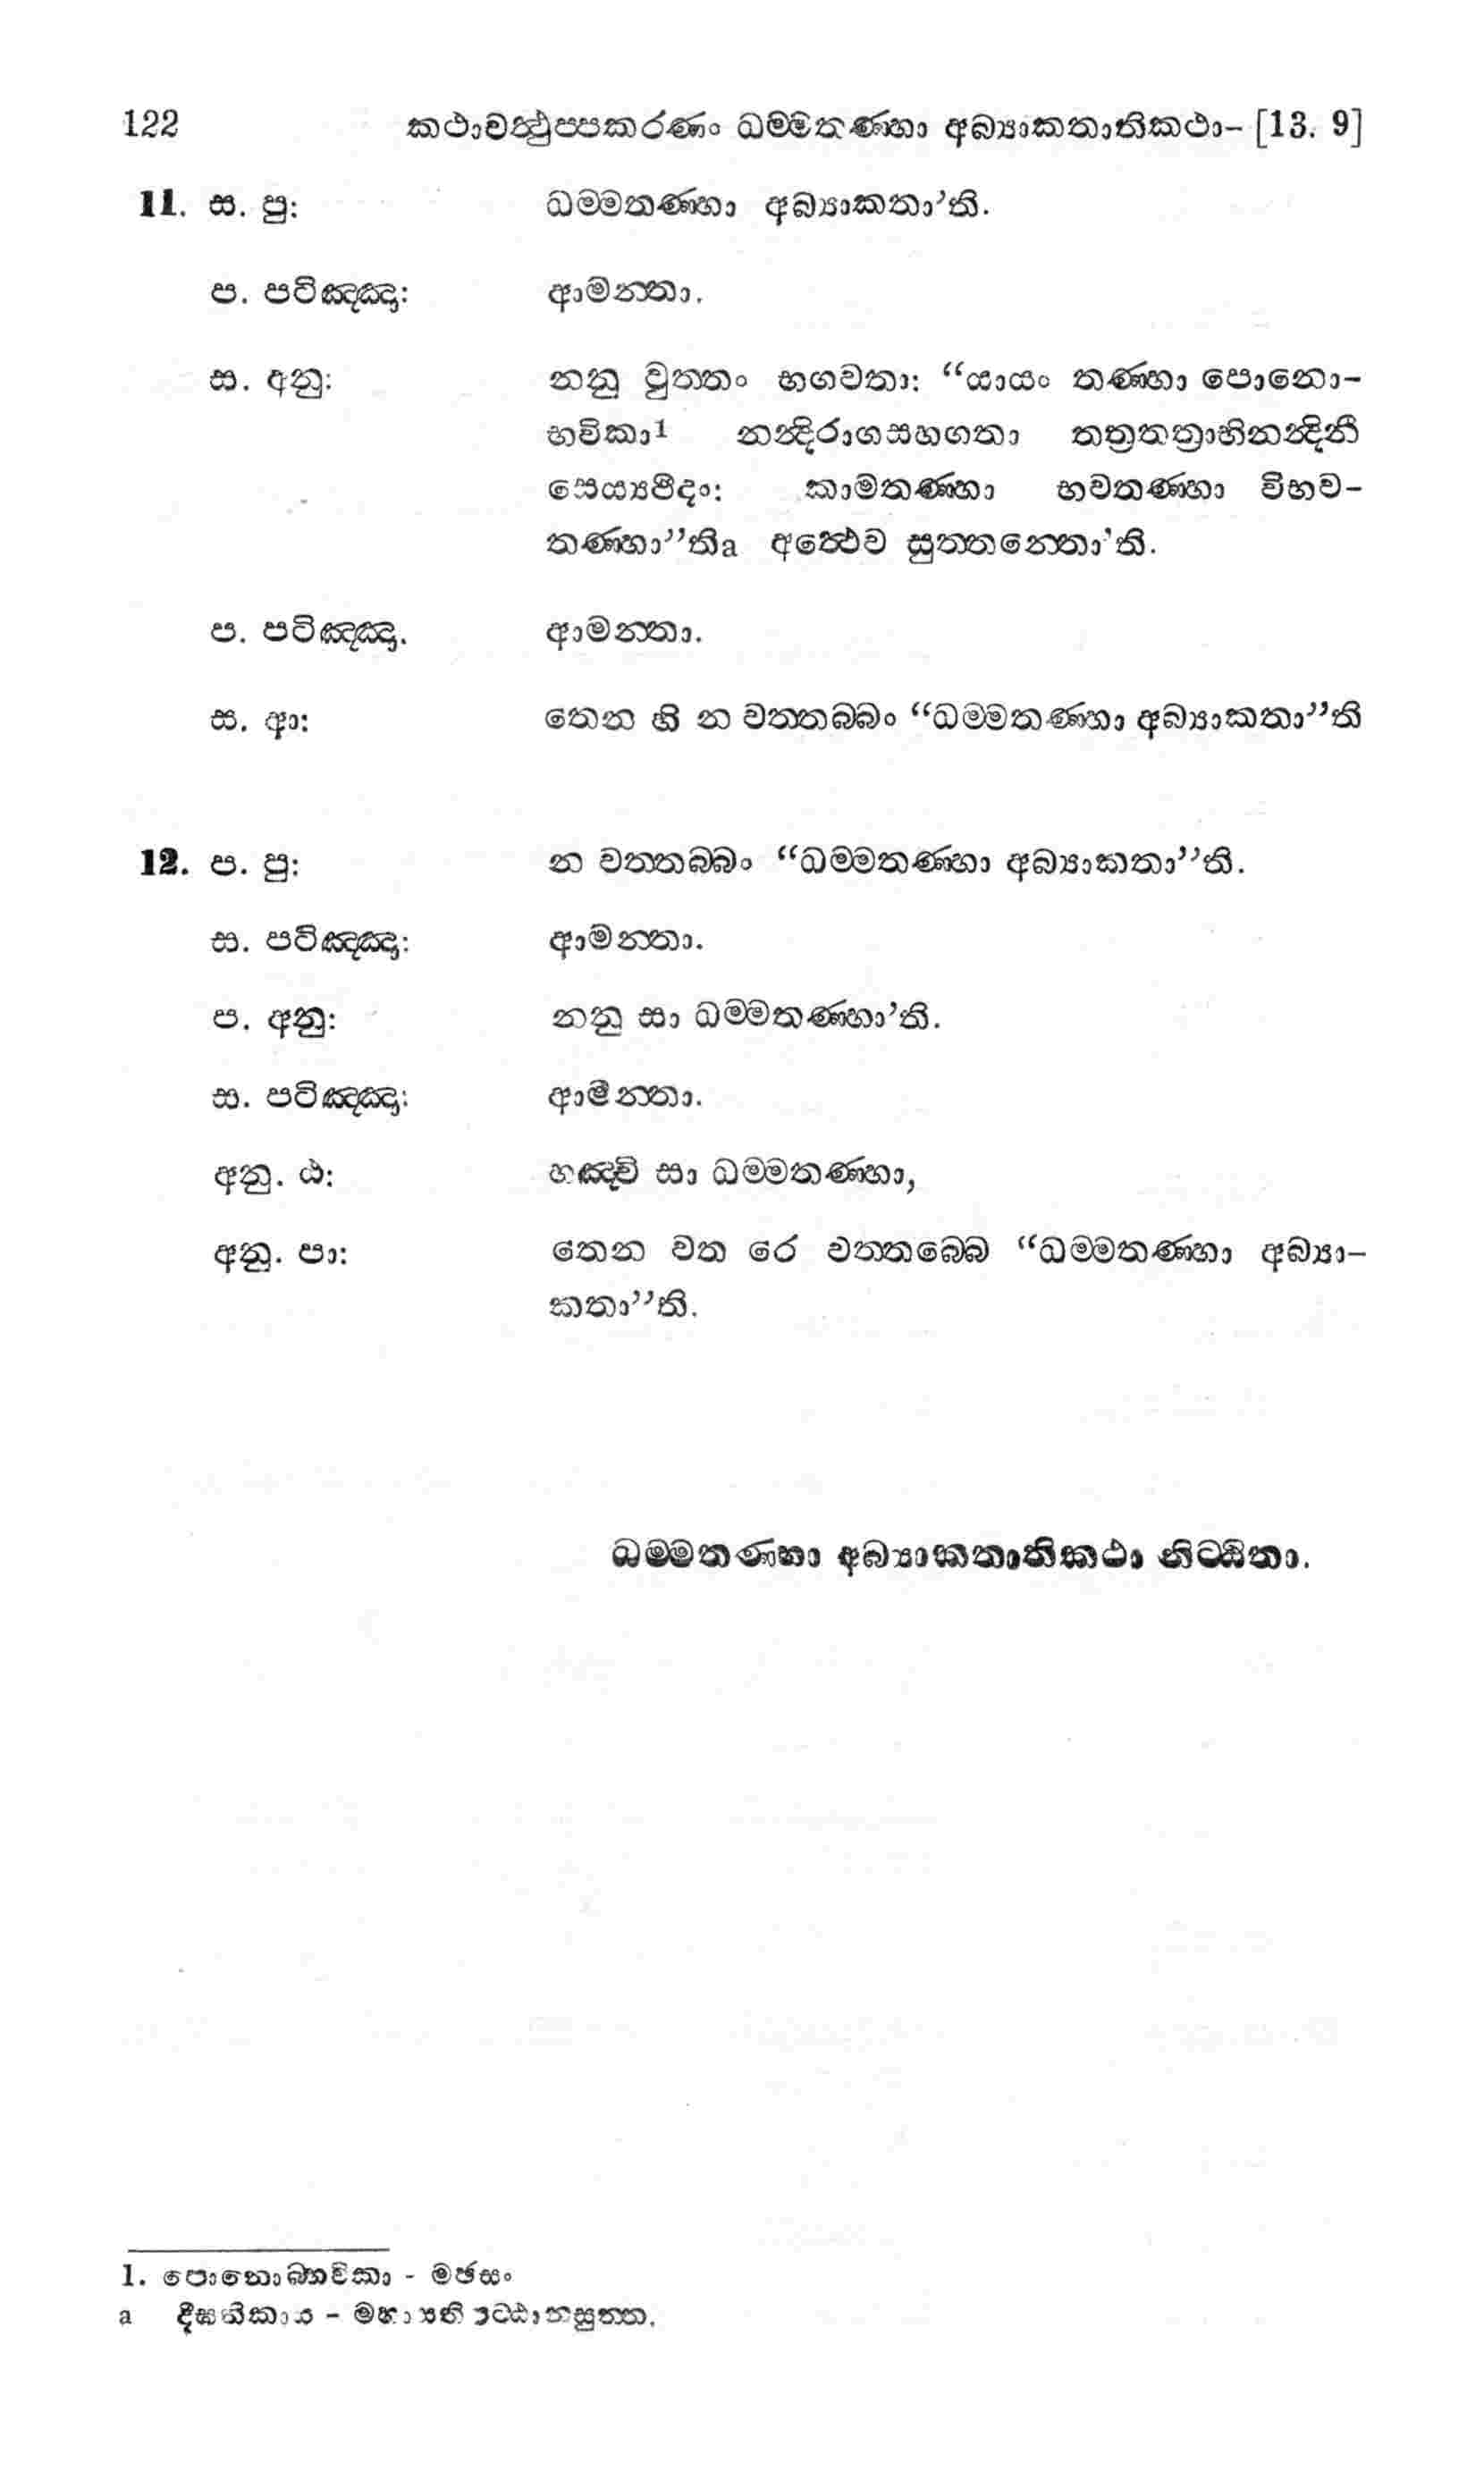 122 කථාවත්ථුප්පකරණං ධම්මතණ්හා අබ්‍යාකතාතිකථා- [13. 9]
11. ස. පු: ධම්මතණ්හා අබ්‍යාකතා’ති.
ප. පටිඤ්ඤා: ආමන්තා.
ස. අනු: නනු වුත්තං භගවතා: “යායං තණ්හා පොනො-
භවිකා1 නන්දිරාගසහගතා තත්‍රතත්‍රාභිනන්දිනී
සෙය්‍යථීදං: කාමතණ්හා භවතණ්හා විභව-
තණ්හා”තිa අත්ථෙව සුත්තන්තො’ති.
ප. පටිඤ්ඤා. ආමන්තා.
ස. ආ: තෙන හි න වත්තබ්බං “ධම්මතණ්හා අබ්‍යාකතා”ති
12. ප. පු: න වත්තබ්බං “ධම්මතණ්හා අබ්‍යාකතා”ති.
ස. පටිඤ්ඤා: ආමන්තා.
ප. අනු: නනු සා ධම්මතණ්හා’ති.
ස. පටිඤ්ඤා: ආමන්තා.
අනු. ඨ: හඤ්චි සා ධම්මතණ්හා,
අනු. පා: තෙන වත රෙ වත්තබ්බෙ “ධම්මතණ්හා අබ්‍යා-
කතා”ති.
ධම්මතණ්හා අබ්‍යාකතාතිකථා නිට්ඨිතා.
1. පොනොබ්භවිකා - මඡසං
a දීඝනිකාය - මහාසතිපට්ඨානසුත්ත.